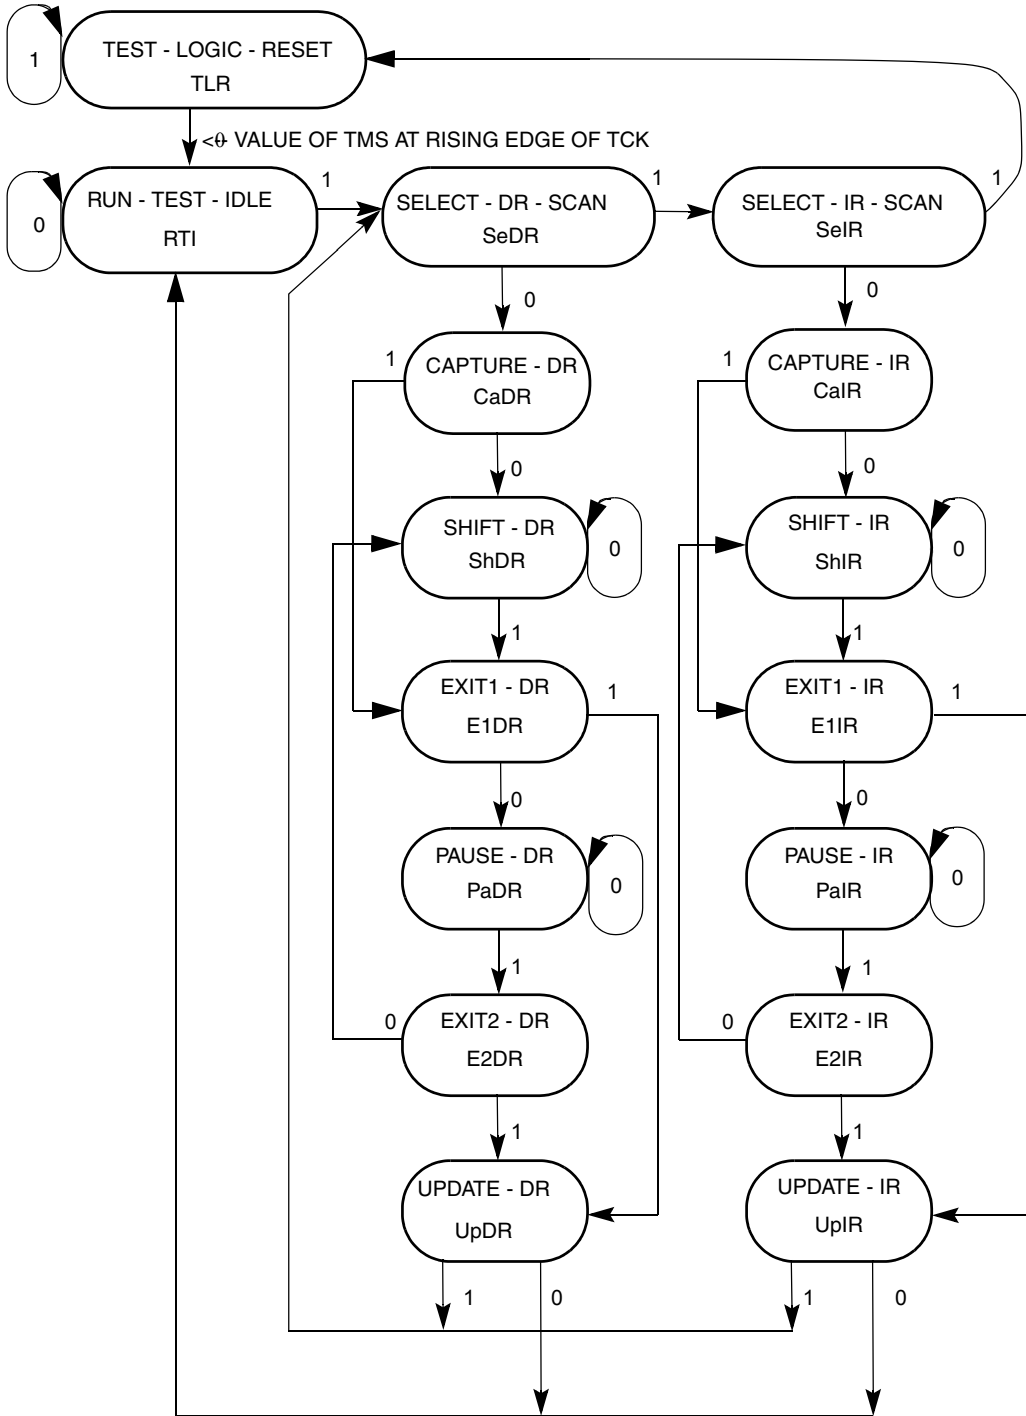 1
TEST - LOGIC - RESET
TLR
<0 VALUE OF TMS AT RISING EDGE OF TCK
0
RUN - TEST - IDLE
RTI
1
SELECT - DR - SCAN
SeDR
1
SELECT - IR - SCAN
SeIR
1
0
0
1
CAPTURE - DR
CaDR
1
CAPTURE - IR
CaIR
0
0
SHIFT - DR
ShDR
0
SHIFT - IR
ShIR
0
1
1
EXIT1 - DR
E1DR
1
EXIT1 - IR
E1IR
1
0
0
PAUSE - DR
PaDR
0
PAUSE - IR
PaIR
0
1
1
0
EXIT2 - DR
E2DR
0
EXIT2 - IR
E2IR
1
1
UPDATE - DR
UpDR
UPDATE - IR
UpIR
1
0
1
0